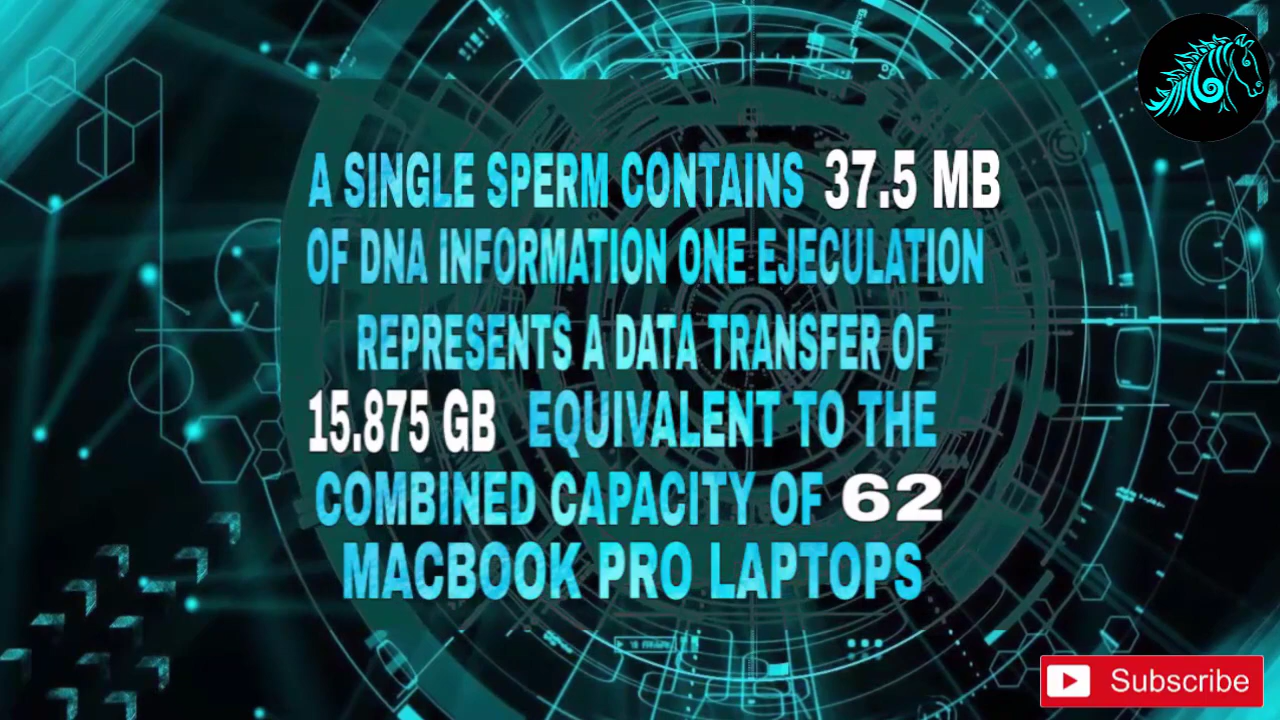 A SINGLE SPERM CONTAINS 37.5 MB
OF DNA INFORMATION ONE EJECULATION
REPRESENTS A DATA TRANSFER OF
15.875 GB EQUIVALENT TO THE
COMBINED CAPACITY OF 62
MACBOOK PRO LAPTOPS
Subscribe